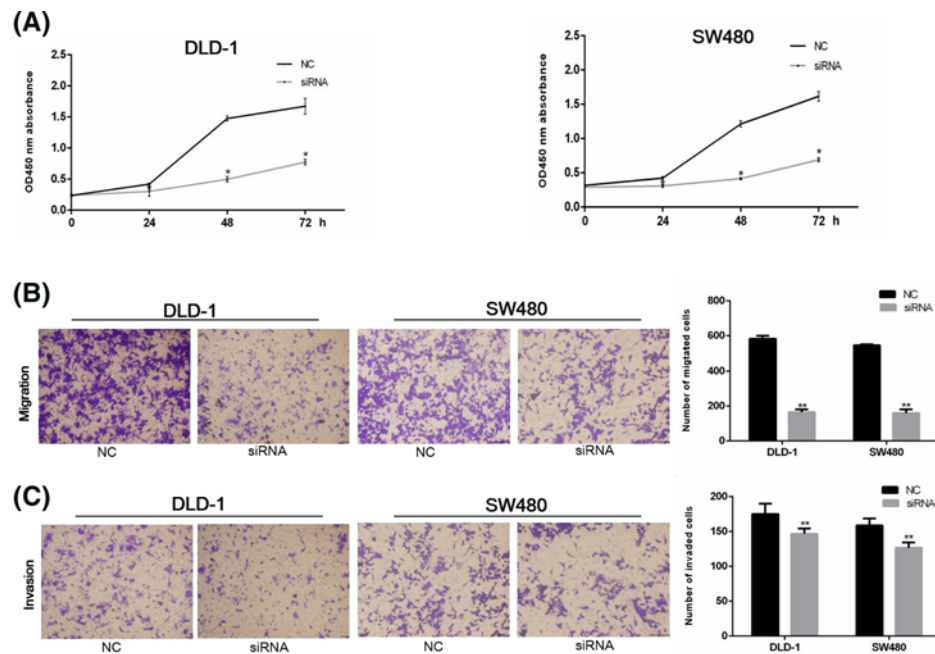 (A)
DLD-1
2.5
2.0
1.5
1.0
0.5
0.0
OD450 nm absorbance
NC
siRNA
*
*
*
0
24
48
72
h
SW480
2.5
2.0
1.5
1.0
0.5
0.0
OD450 nm absorbance
NC
siRNA
*
*
*
0
24
48
72
h
(B)
DLD-1
SW480
Migration
NC
siRNA
NC
siRNA
800
600
400
200
0
Number of migtated cells
NC
siRNA
**
**
DLD-1
SW480
(C)
DLD-1
SW480
Invasion
NC
siRNA
NC
siRNA
200
150
100
50
0
Number of invaded cells
NC
siRNA
**
**
DLD-1
SW480